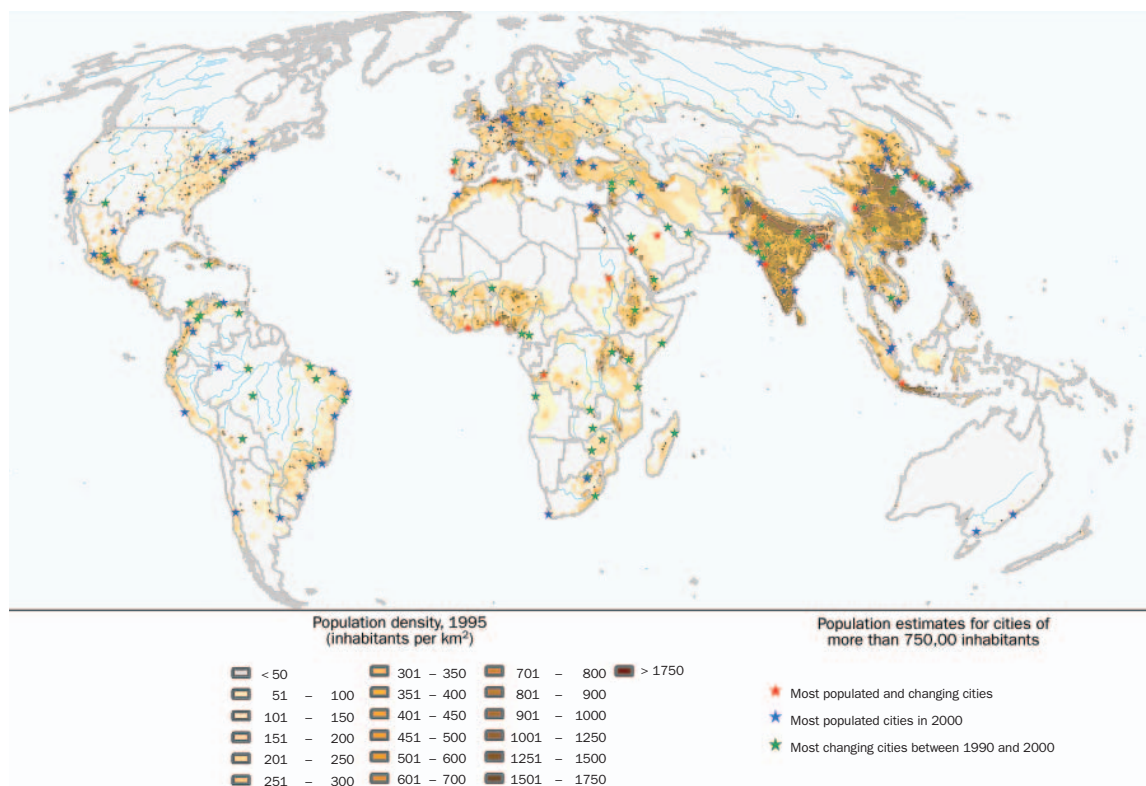 Population density, 1995
(inhabitants per km²)
< 50
51 – 100
101 – 150
151 – 200
201 – 250
251 – 300
301 – 350
351 – 400
401 – 450
451 – 500
501 – 600
601 – 700
701 – 800
801 – 900
901 – 1000
1001 – 1250
1251 – 1500
1501 – 1750
> 1750
Population estimates for cities of
more than 750,00 inhabitants
Most populated and changing cities
Most populated cities in 2000
Most changing cities between 1990 and 2000